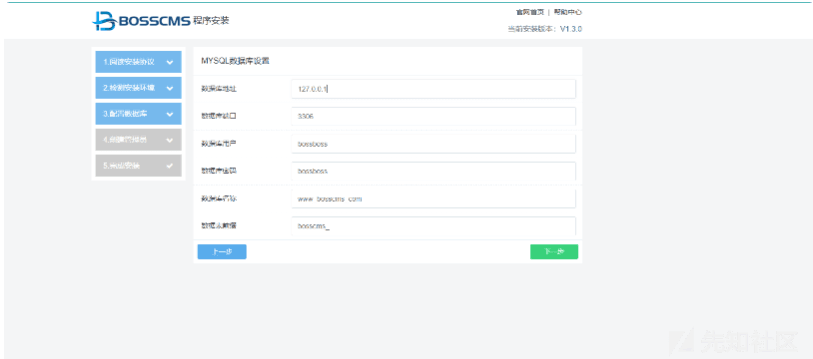 BOSSCMS 程序安装
官网首页 | 帮助中心
当前安装版本：V1.3.0
1.阅读安装协议
2.检测安装环境
3.配置数据库
4.创建管理员
5.完成安装
MYSQL数据库设置
数据库地址 127.0.0.1
数据库端口 3306
数据库用户 bossboss
数据库密码 bossboss
数据库名称 www_bosscms_com
数据表前缀 bosscms_
上一步
下一步
先知社区